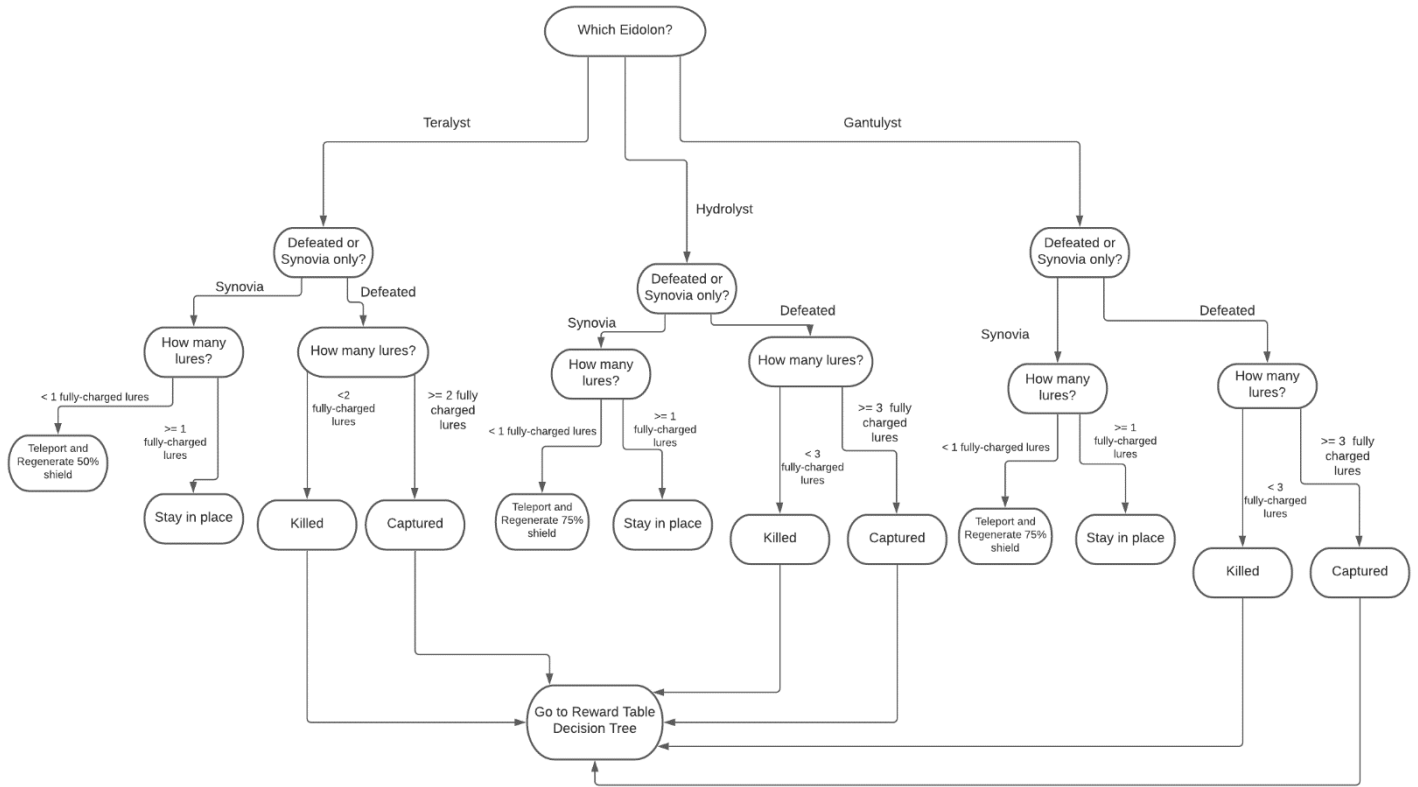 Which Eidolon?
Teralyst
Gantulyst
Hydrolyst
Defeated or
Synovia only?
Defeated or
Synovia only?
Defeated or
Synovia only?
Synovia
Defeated
Synovia
Defeated
Synovia
Defeated
How many
lures?
How many lures?
How many
lures?
How many lures?
How many
lures?
How many
lures?
< 1 fully-charged lures
>= 1
fully-charged
lures
<2
fully-charged
lures
>= 2 fully
charged
lures
< 1 fully-charged lures
>= 1
fully-charged
lures
< 3
fully-charged
lures
>= 3 fully
charged
lures
< 1 fully-charged lures
>= 1
fully-charged
lures
< 3
fully-charged
lures
>= 3 fully
charged
lures
Teleport and
Regenerate 50%
shield
Stay in place
Killed
Captured
Teleport and
Regenerate 75%
shield
Stay in place
Killed
Captured
Teleport and
Regenerate 75%
shield
Stay in place
Killed
Captured
Go to Reward Table
Decision Tree